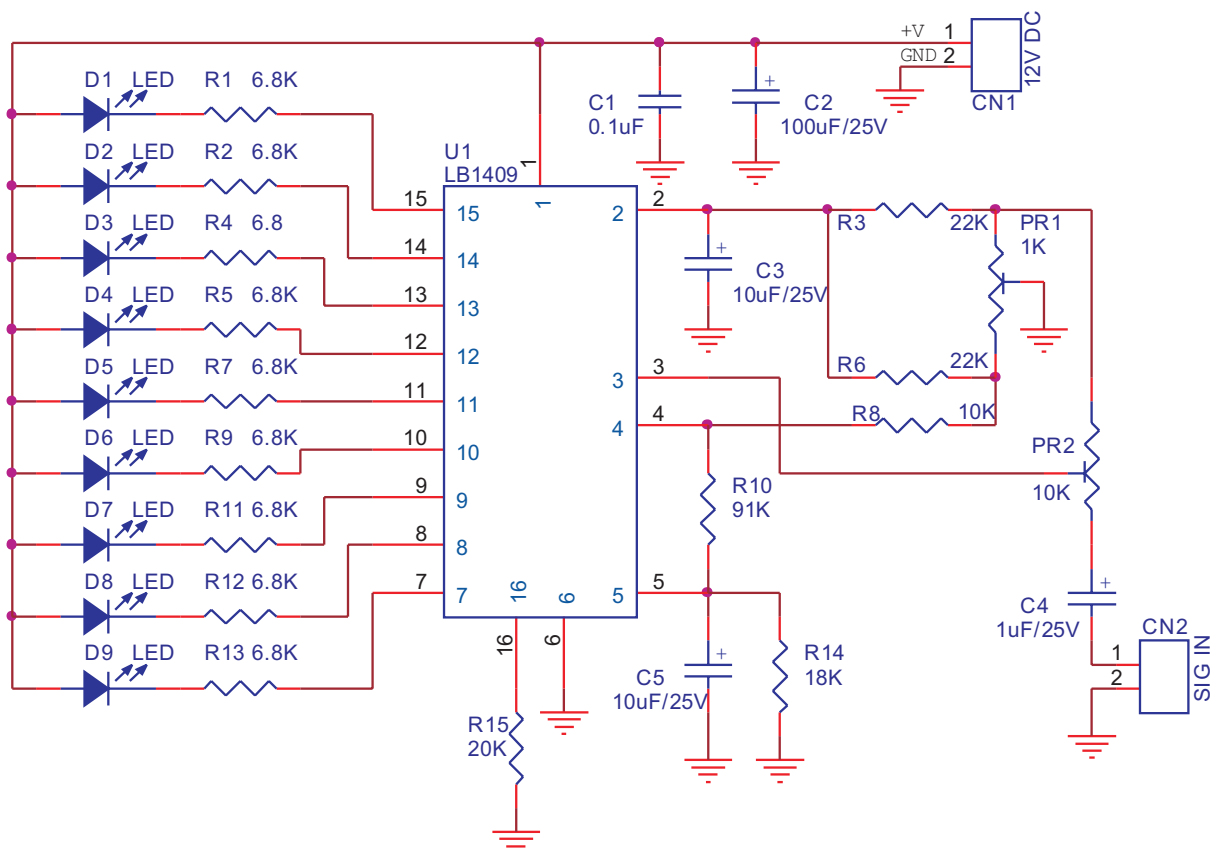 +V 1
GND 2
12V DC
CN1
D1 LED R1 6.8K
D2 LED R2 6.8K
D3 LED R4 6.8
D4 LED R5 6.8K
D5 LED R7 6.8K
D6 LED R9 6.8K
D7 LED R11 6.8K
D8 LED R12 6.8K
D9 LED R13 6.8K
C1
0.1uF
C2
100uF/25V
U1
LB1409
1
1
15 15
14 14
13 13
12 12
11 11
10 10
9 9
8 8
7 7
16
16
6
6
2 2
3 3
4 4
5 5
R3 22K
PR1
1K
C3
10uF/25V
R6 22K
R8 10K
PR2
10K
R10
91K
C4
1uF/25V
CN2
1
2
SIG IN
C5
10uF/25V
R14
18K
R15
20K
+
+
+
+